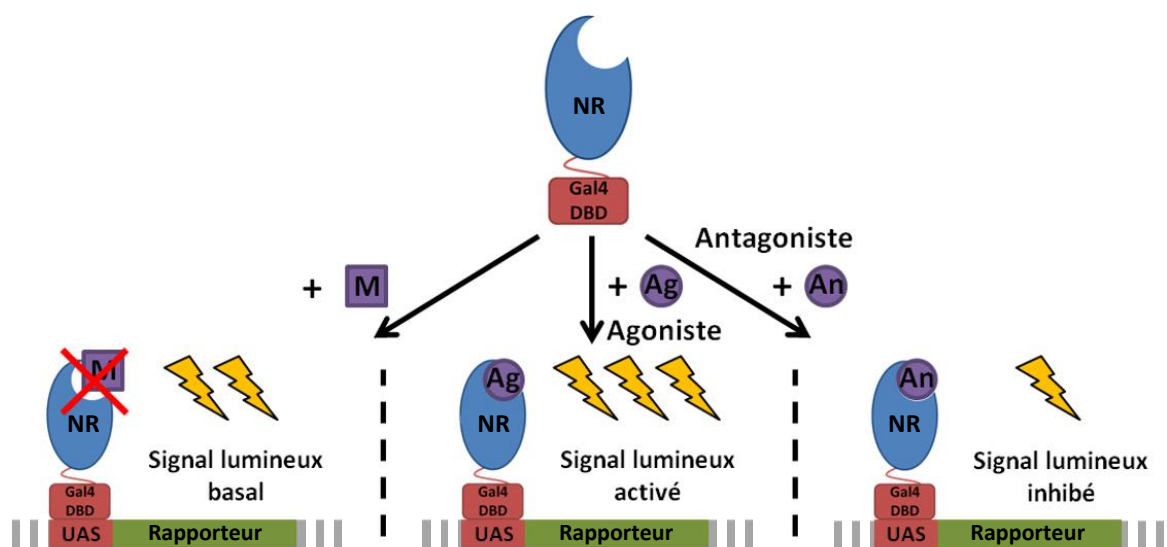 NR
Gal4
DBD
Antagoniste
+ M
+ Ag
+ An
Agoniste
M
NR
Signal lumineux
basal
Gal4
DBD
UAS Rapporteur
Ag
NR
Signal lumineux
activé
Gal4
DBD
UAS Rapporteur
An
NR
Signal lumineux
inhibé
Gal4
DBD
UAS Rapporteur